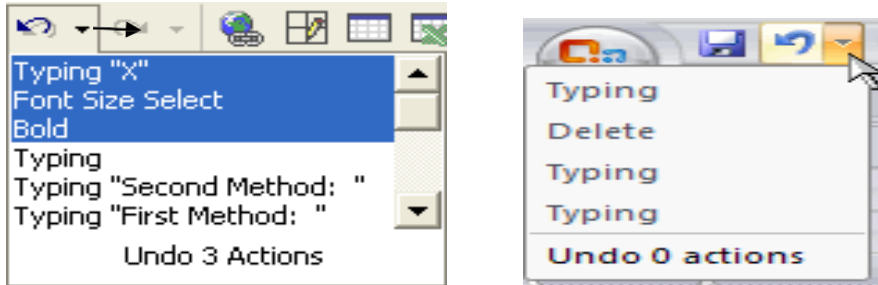 Typing "X"
Font Size Select
Bold
Typing
Typing "Second Method:  "
Typing "First Method:  "
Undo 3 Actions
Typing
Delete
Typing
Typing
Undo 0 actions